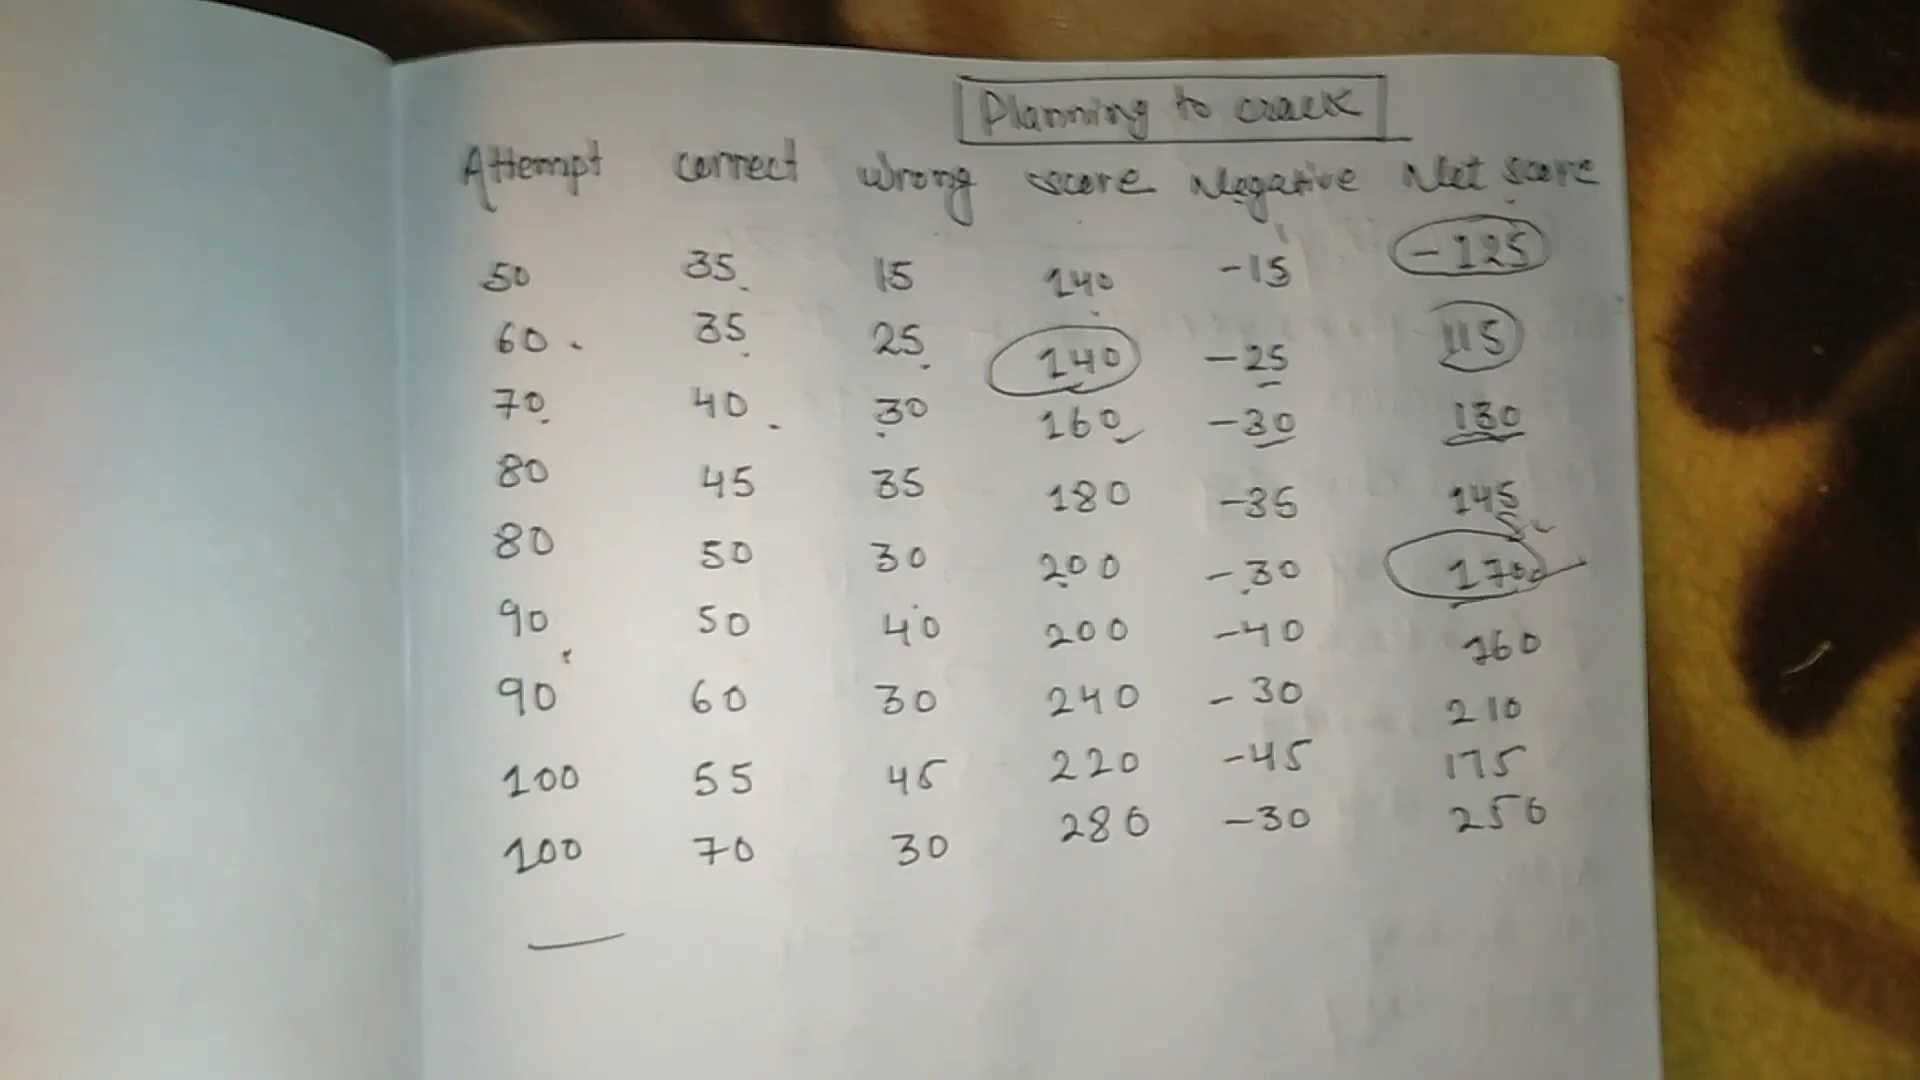 Planning to crack
Attempt correct wrong score Negative Net score
50 35 15 140 -15 -125
60 35 25 140 -25 115
70 40 30 160 -30 130
80 45 35 180 -35 145
80 50 30 200 -30 170
90 50 40 200 -40 160
90 60 30 240 -30 210
100 55 45 220 -45 175
100 70 30 280 -30 250